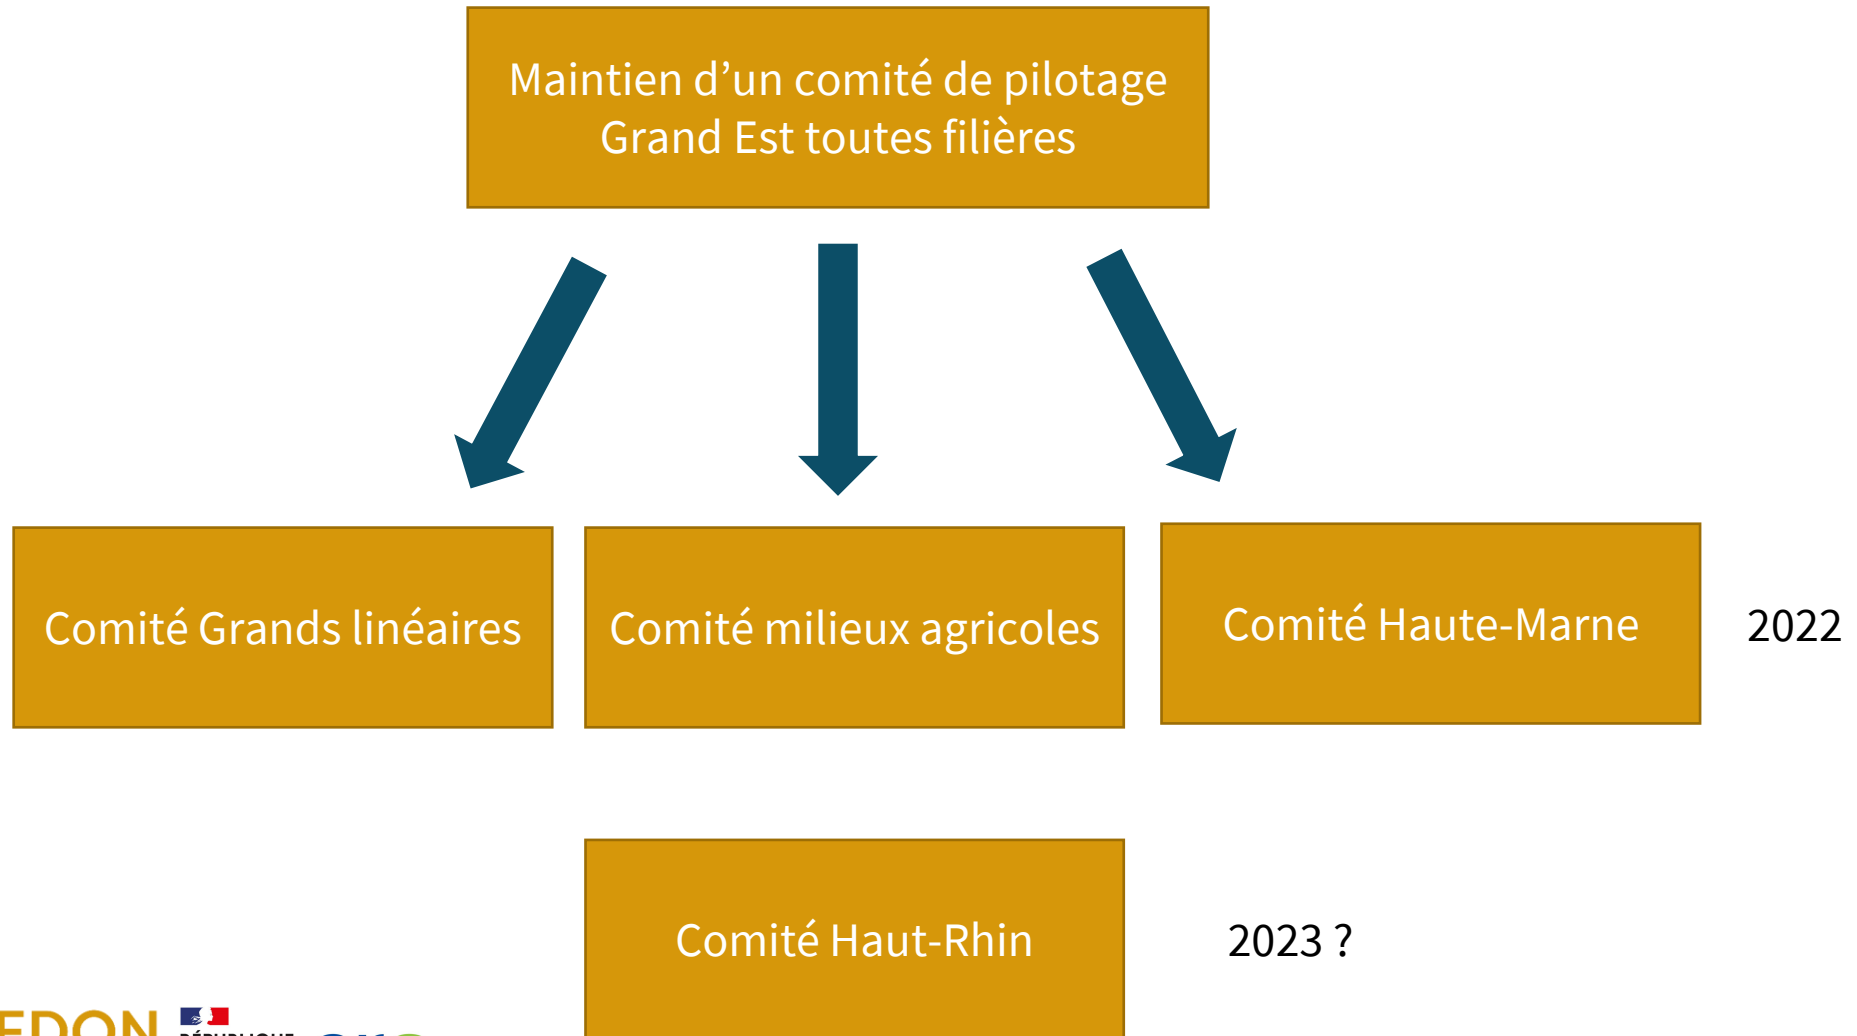 Maintien d’un comité de pilotage
Grand Est toutes filières
Comité Grands linéaires
Comité milieux agricoles
Comité Haute-Marne
2022
Comité Haut-Rhin
2023 ?